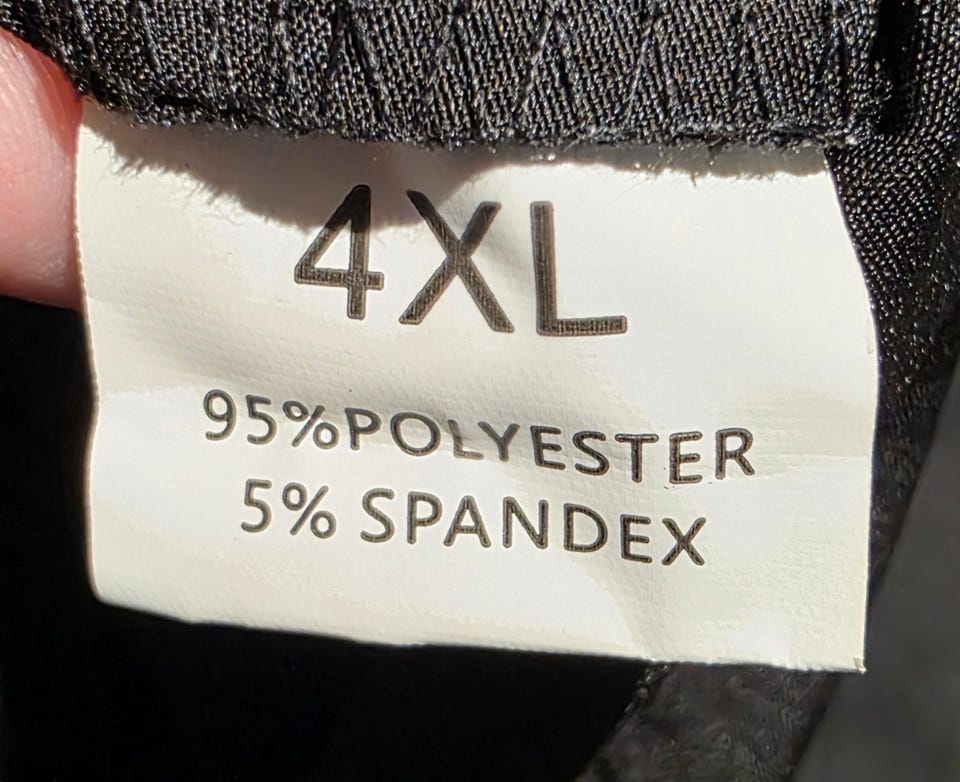 4XL
95%POLYESTER
5% SPANDEX